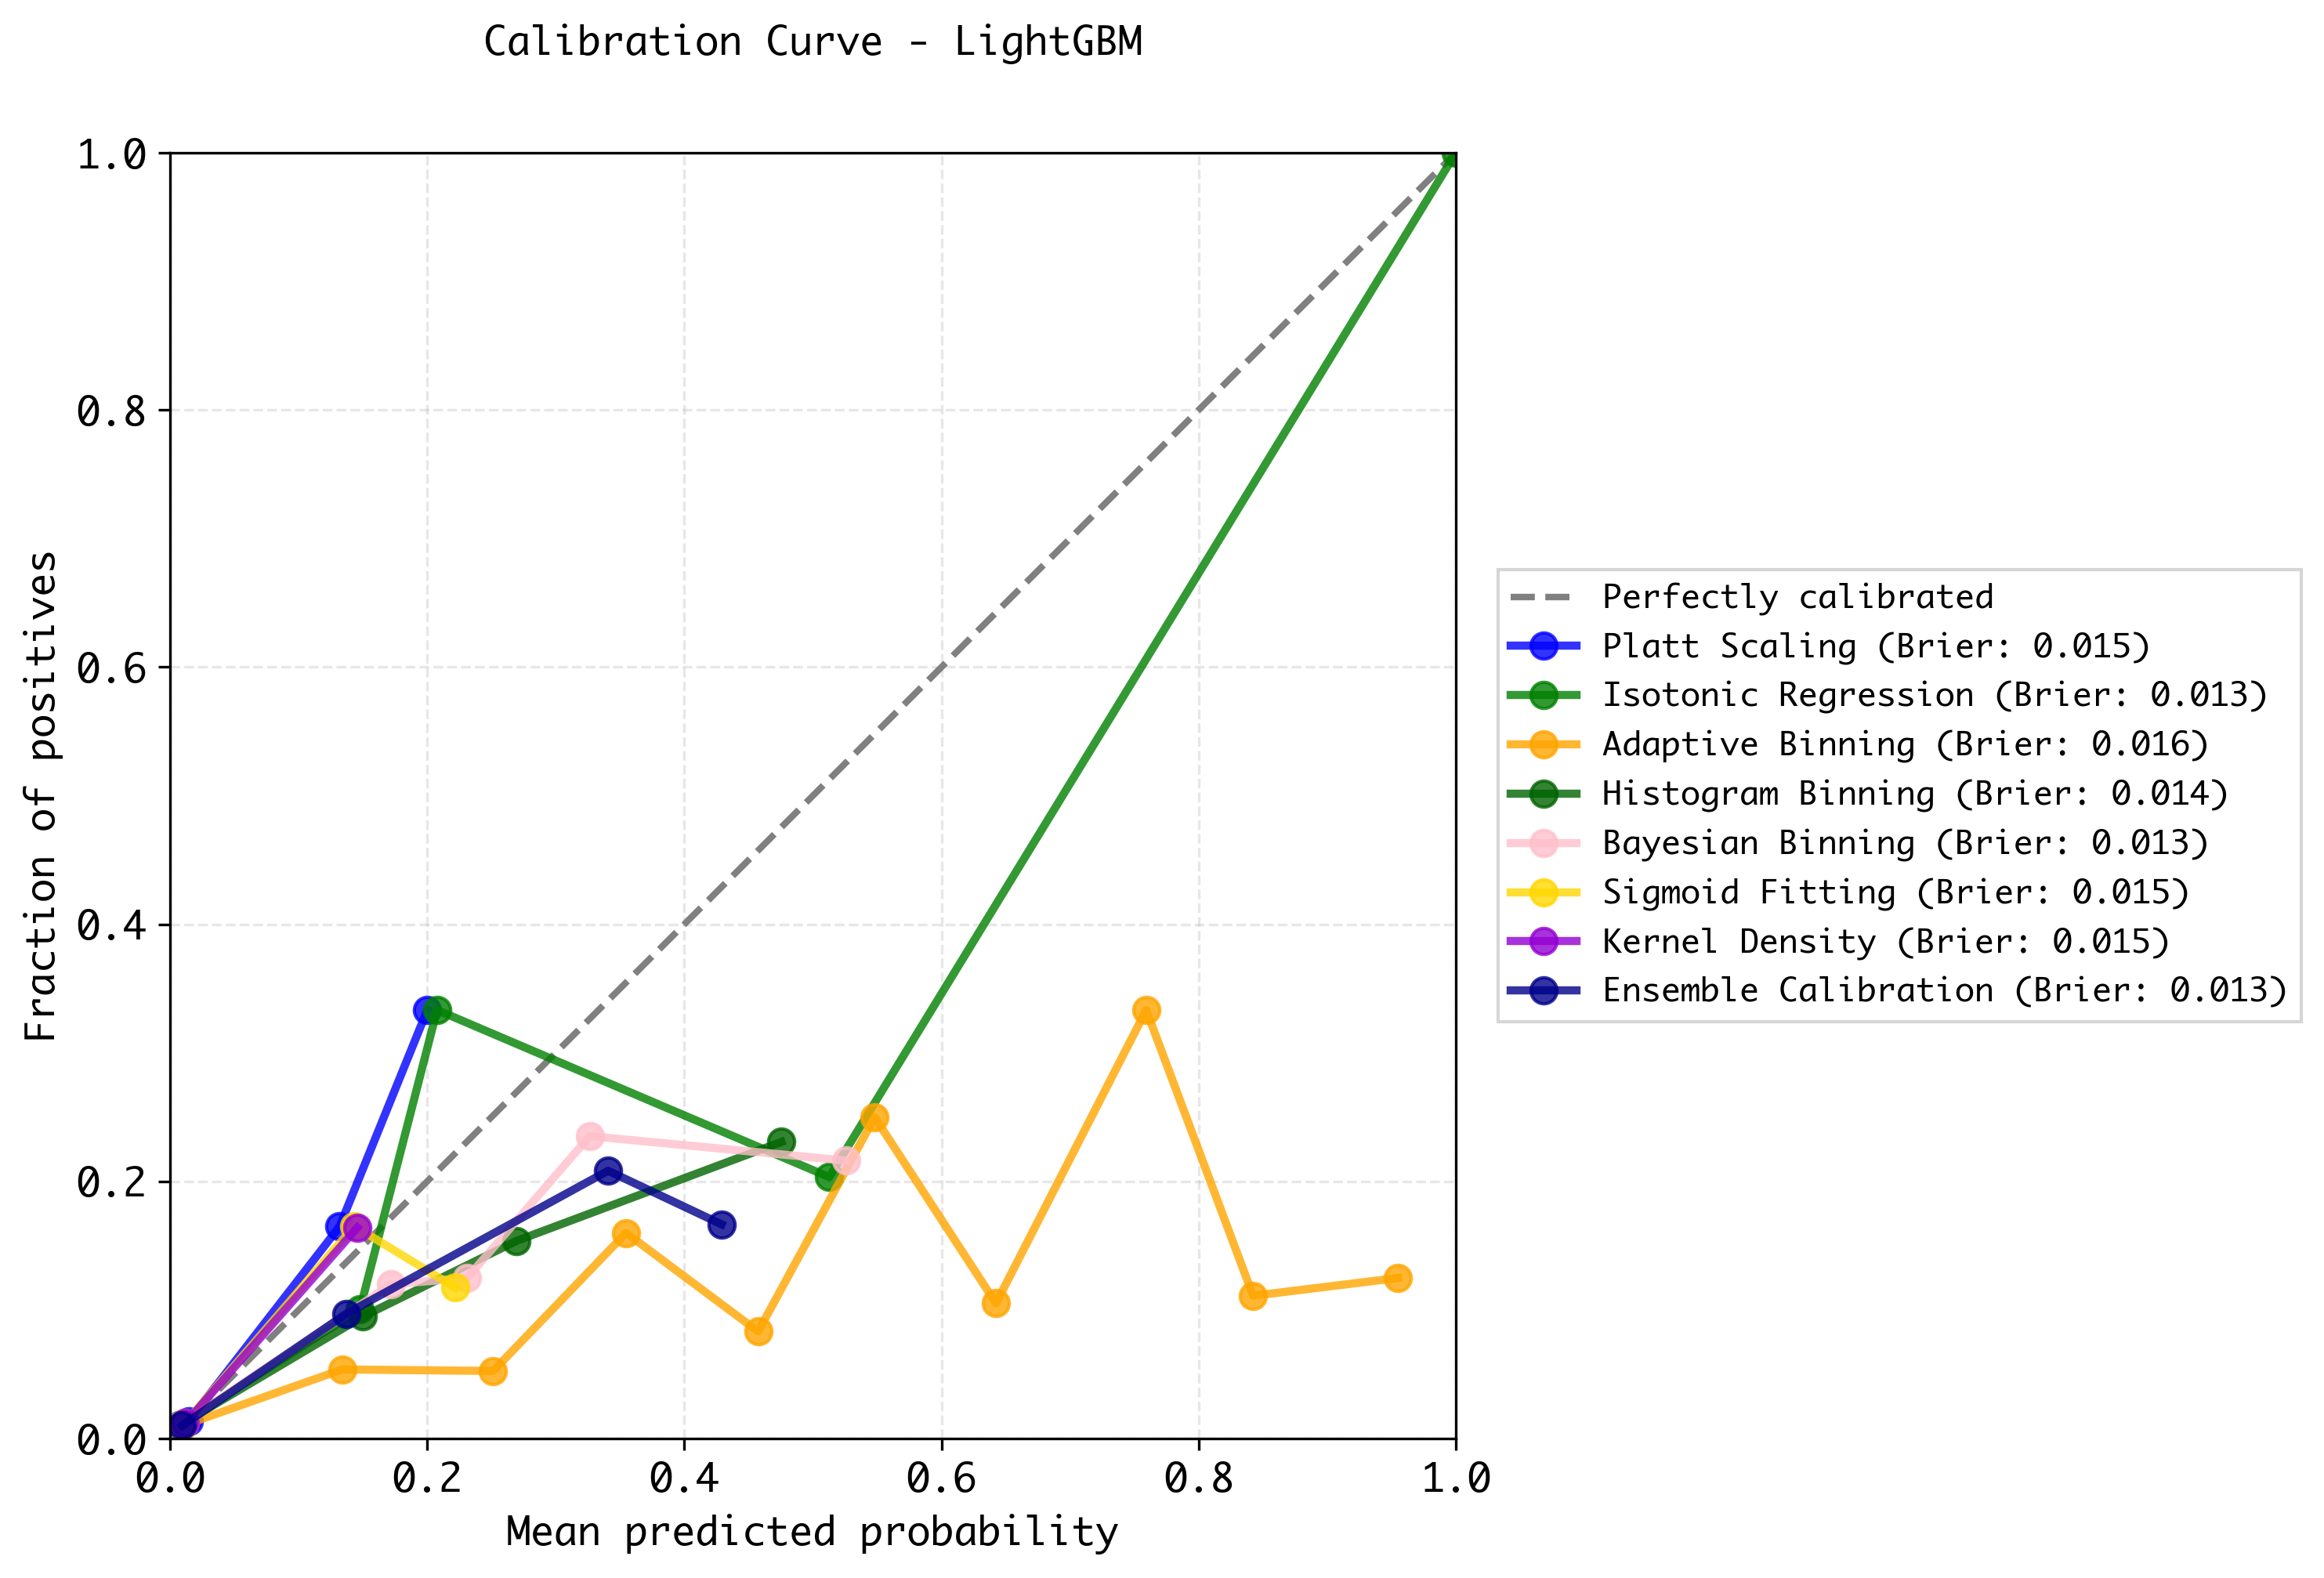 Calibration Curve - LightGBM
1.0
0.8
0.6
0.4
0.2
0.0
Fraction of positives
0.0 0.2 0.4 0.6 0.8 1.0
Mean predicted probability
Perfectly calibrated
Platt Scaling (Brier: 0.015)
Isotonic Regression (Brier: 0.013)
Adaptive Binning (Brier: 0.016)
Histogram Binning (Brier: 0.014)
Bayesian Binning (Brier: 0.013)
Sigmoid Fitting (Brier: 0.015)
Kernel Density (Brier: 0.015)
Ensemble Calibration (Brier: 0.013)